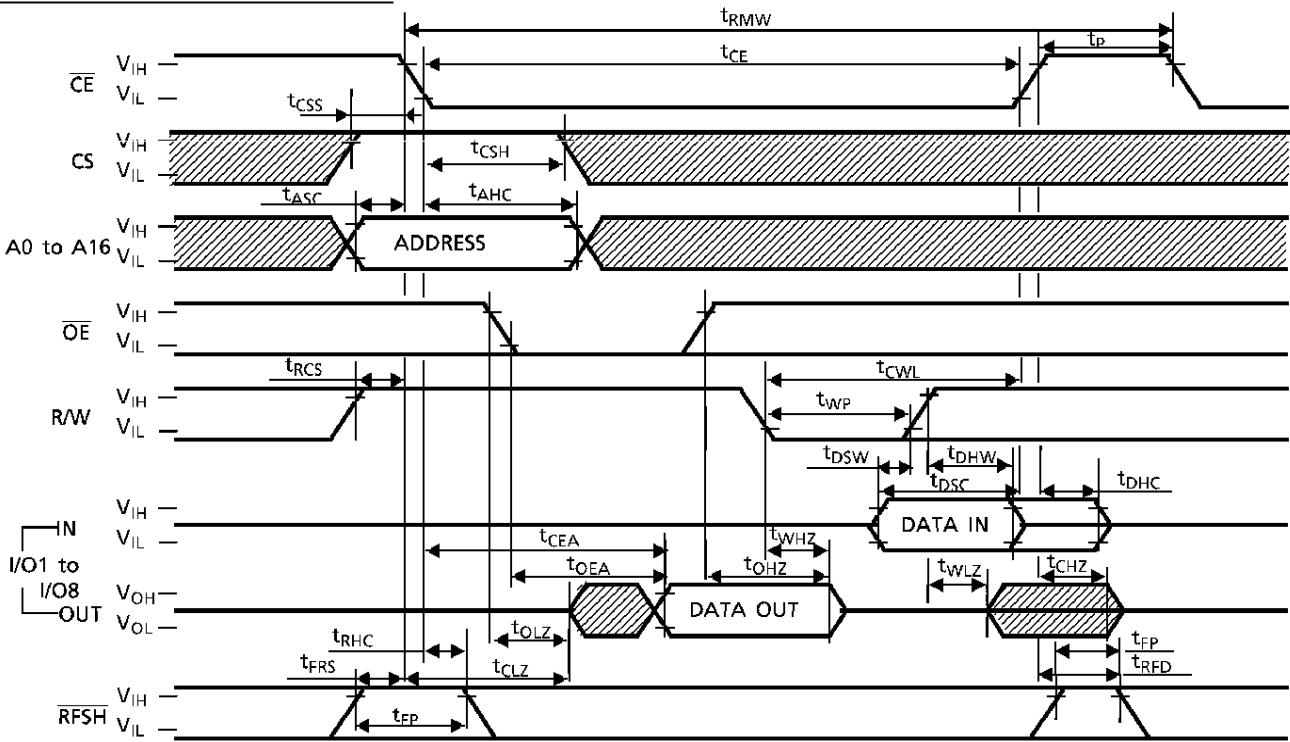 tRMW
tP
tCE
CE VIH
VIL
tCSS
CS VIH
VIL
tCSH
tASC
tAHC
A0 to A16 VIH
VIL
ADDRESS
OE VIH
VIL
tRCS
tCWL
R/W VIH
VIL
tWP
tDSW
tDHW
tDSC
tDHC
VIH
IN
VIL
DATA IN
tCEA
tWHZ
I/O1 to
I/O8
tOEA
tOHZ
tWLZ
tCHZ
VOH
OUT
VOL
DATA OUT
tRHC
tOLZ
tFP
tFRS
tCLZ
tRFD
RFSH VIH
VIL
tFP